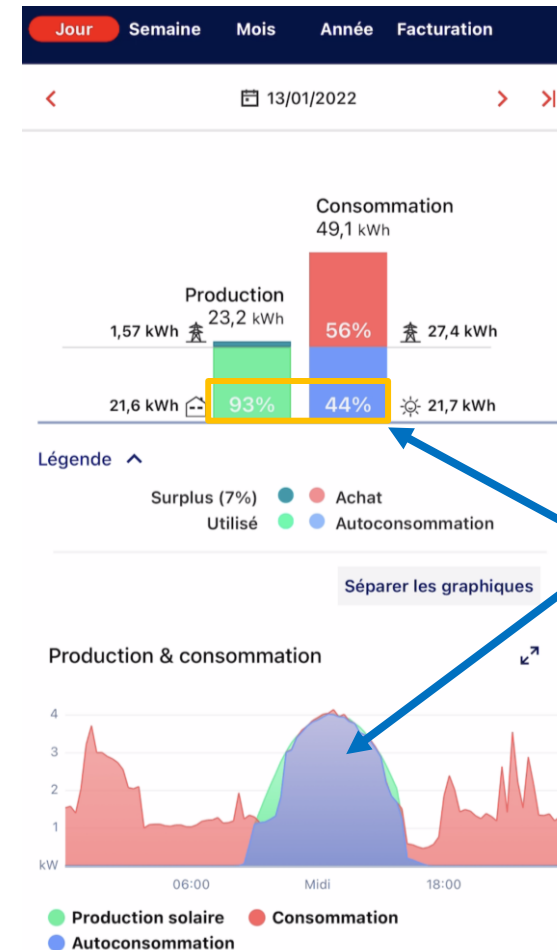 Jour Semaine Mois Année Facturation
13/01/2022
Consommation
49,1 kWh
Production
23,2 kWh
1,57 kWh 56% 27,4 kWh
21,6 kWh 93% 44% 21,7 kWh
Légende
Surplus (7%) Achat
Utilisé Autoconsommation
Séparer les graphiques
Production & consommation
4
3
2
1
kW
06:00 Midi 18:00
Production solaire Consommation
Autoconsommation